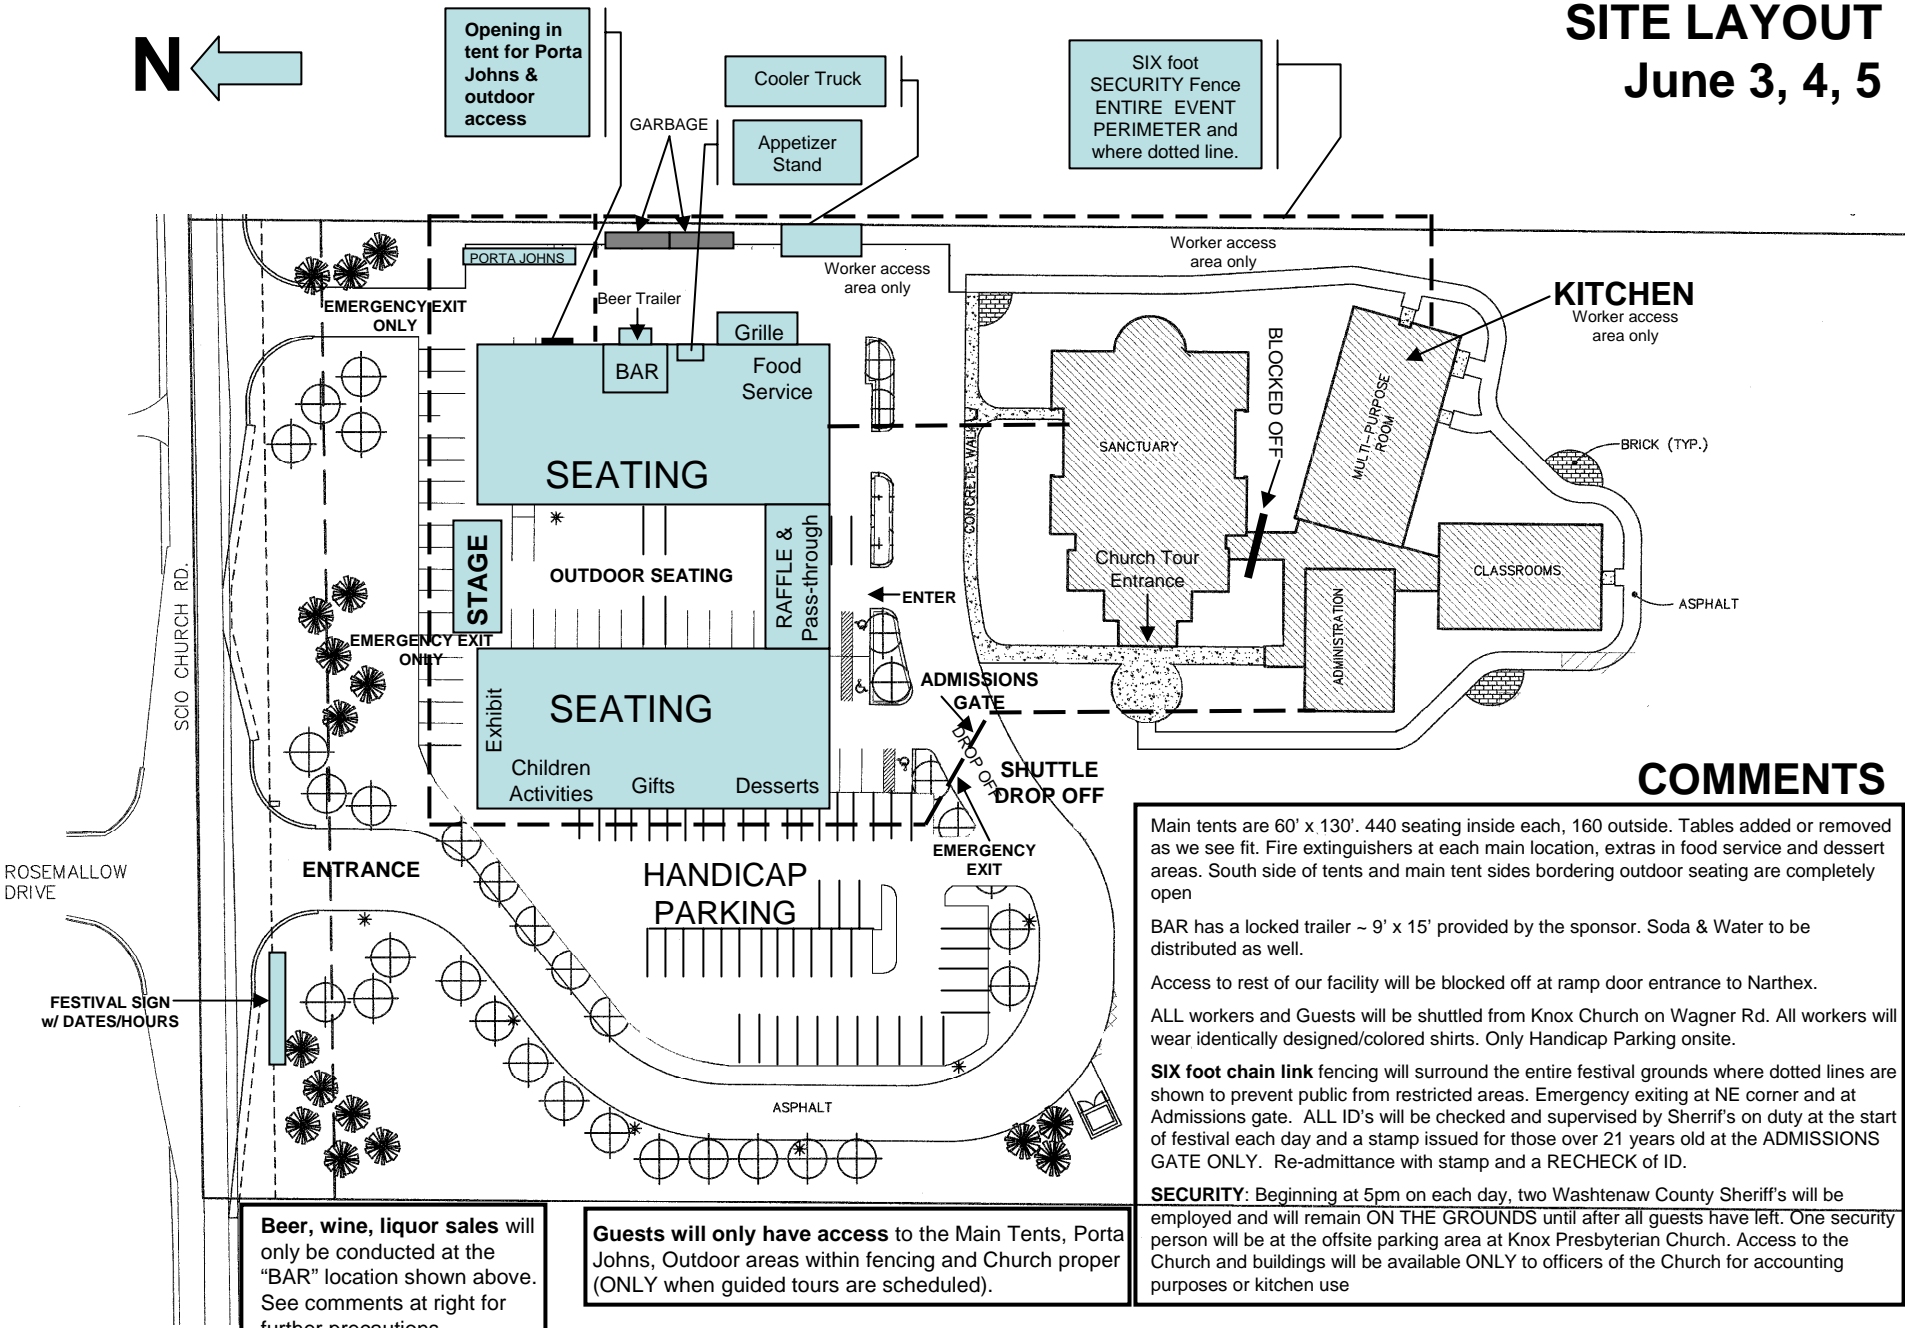 SITE LAYOUT
June 3, 4, 5
N
Opening in
tent for Porta
Johns &
outdoor
access
GARBAGE
Cooler Truck
Appetizer
Stand
SIX foot
SECURITY Fence
ENTIRE EVENT
PERIMETER and
where dotted line.
PORTA JOHNS
Worker access
area only
Worker access
area only
EMERGENCY EXIT
ONLY
Beer Trailer
Grille
BAR
Food
Service
KITCHEN
Worker access
area only
BLOCKED OFF
MULTI-PURPOSE
ROOM
SANCTUARY
CONCRETE WALK
BRICK (TYP.)
SEATING
STAGE
OUTDOOR SEATING
RAFFLE &
Pass-through
ENTER
Church Tour
Entrance
CLASSROOMS
ADMINISTRATION
ASPHALT
SCIO CHURCH RD.
EMERGENCY EXIT
ONLY
SEATING
Exhibit
Children
Activities
Gifts
Desserts
ADMISSIONS
GATE
DROP OFF
SHUTTLE
DROP OFF
EMERGENCY
EXIT
ROSEMALLOW
DRIVE
ENTRANCE
HANDICAP
PARKING
FESTIVAL SIGN
w/ DATES/HOURS
ASPHALT
COMMENTS
Main tents are 60’ x 130’. 440 seating inside each, 160 outside. Tables added or removed
as we see fit. Fire extinguishers at each main location, extras in food service and dessert
areas. South side of tents and main tent sides bordering outdoor seating are completely
open
BAR has a locked trailer ~ 9’ x 15’ provided by the sponsor. Soda & Water to be
distributed as well.
Access to rest of our facility will be blocked off at ramp door entrance to Narthex.
ALL workers and Guests will be shuttled from Knox Church on Wagner Rd. All workers will
wear identically designed/colored shirts. Only Handicap Parking onsite.
SIX foot chain link fencing will surround the entire festival grounds where dotted lines are
shown to prevent public from restricted areas. Emergency exiting at NE corner and at
Admissions gate. ALL ID’s will be checked and supervised by Sherrif’s on duty at the start
of festival each day and a stamp issued for those over 21 years old at the ADMISSIONS
GATE ONLY. Re-admittance with stamp and a RECHECK of ID.
SECURITY: Beginning at 5pm on each day, two Washtenaw County Sheriff’s will be
employed and will remain ON THE GROUNDS until after all guests have left. One security
person will be at the offsite parking area at Knox Presbyterian Church. Access to the
Church and buildings will be available ONLY to officers of the Church for accounting
purposes or kitchen use
Beer, wine, liquor sales will
only be conducted at the
“BAR” location shown above.
See comments at right for
further precautions
Guests will only have access to the Main Tents, Porta
Johns, Outdoor areas within fencing and Church proper
(ONLY when guided tours are scheduled).